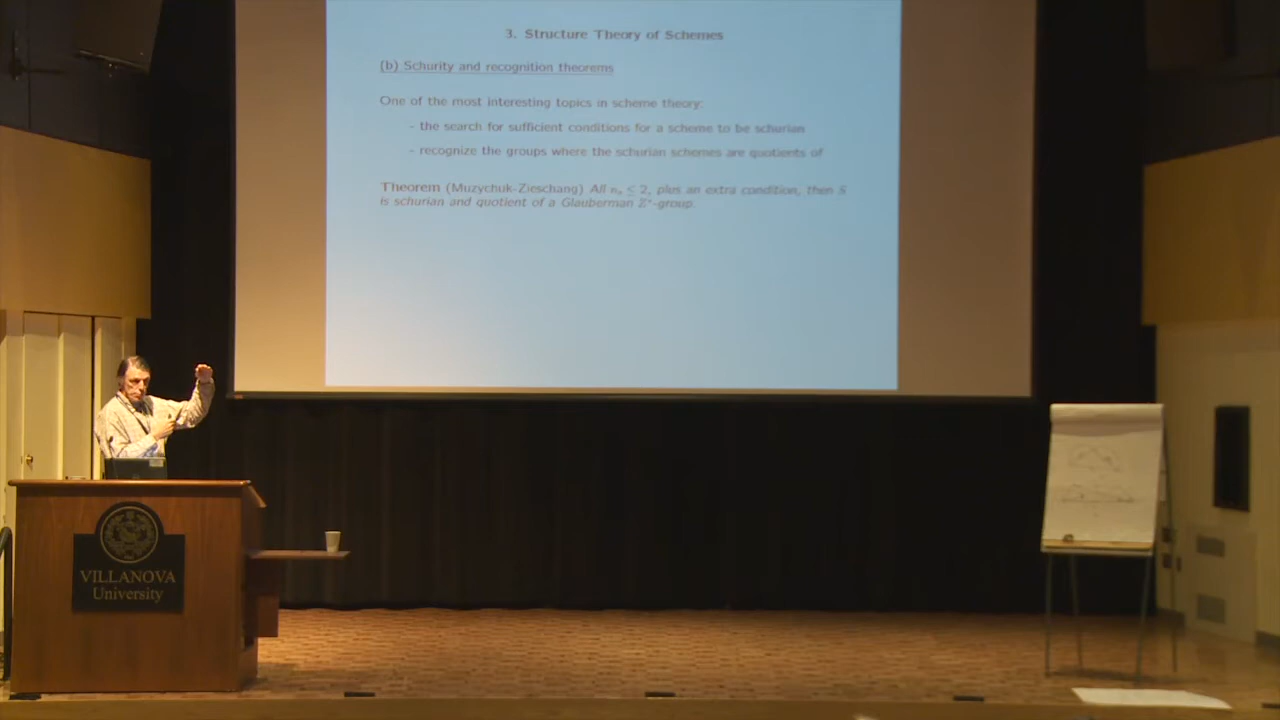 3. Structure Theory of Schemes
(b) Schurity and recognition theorems
One of the most interesting topics in scheme theory:
- the search for sufficient conditions for a scheme to be schurian
- recognize the groups where the schurian schemes are quotients of
Theorem (Muzychuk-Zieschang) All nₛ ≤ 2, plus an extra condition, then S
is schurian and quotient of a Glauberman Z*-group.
VILLANOVA
University